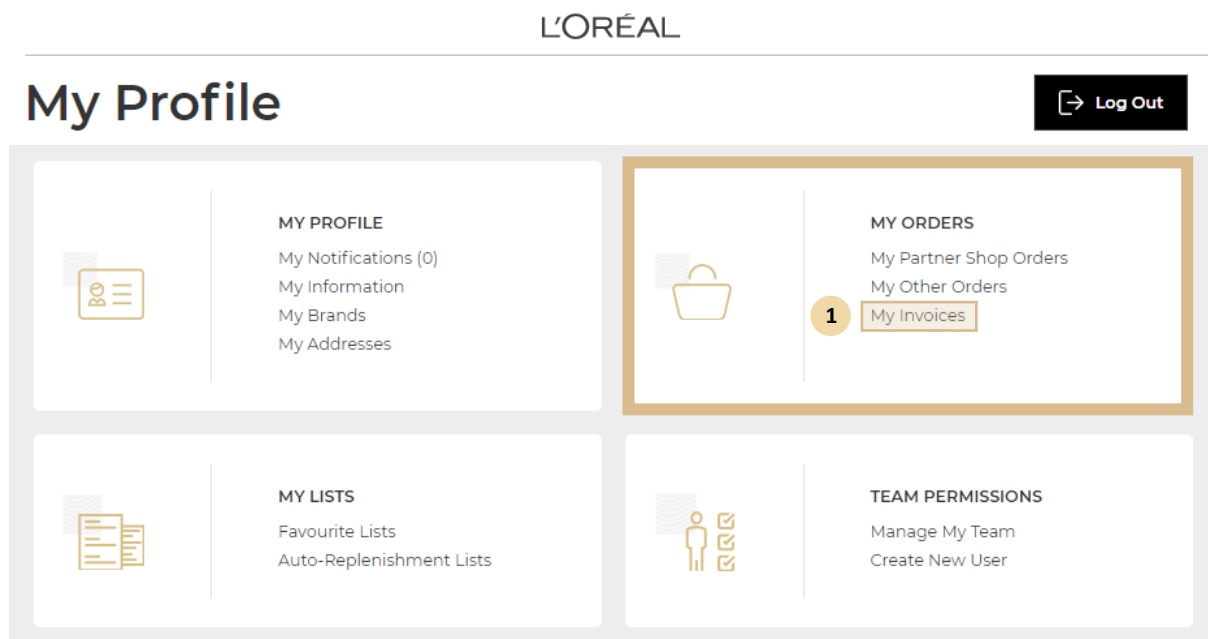 L'ORÉAL
My Profile
Log Out
MY PROFILE
My Notifications (0)
My Information
My Brands
My Addresses
MY ORDERS
My Partner Shop Orders
My Other Orders
1 My Invoices
MY LISTS
Favourite Lists
Auto-Replenishment Lists
TEAM PERMISSIONS
Manage My Team
Create New User